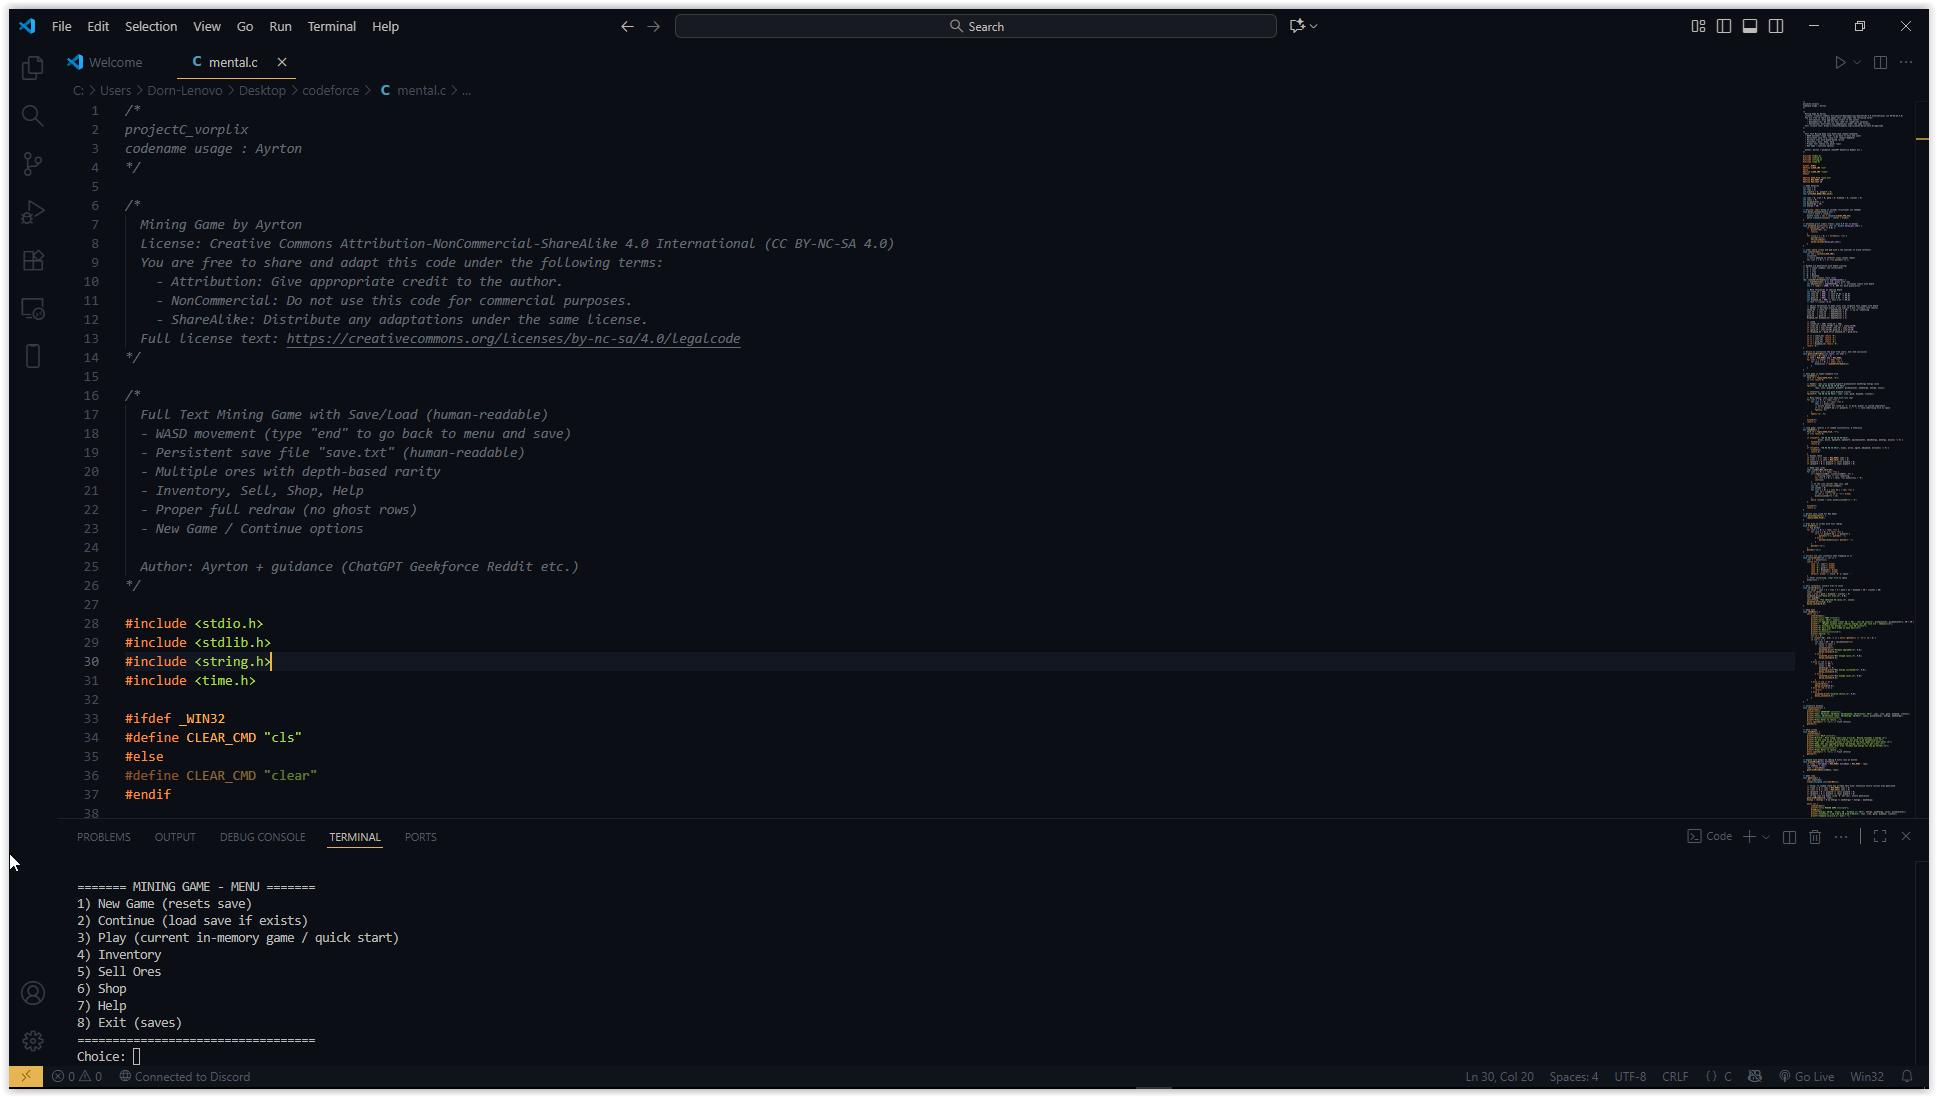 File Edit Selection View Go Run Terminal Help
Search
Welcome
C mental.c
C: > Users > Dorn-Lenovo > Desktop > codeforce > C mental.c > ...
1 /*
2 projectC_vorplix
3 codename usage : Ayrton
4 */
5
6 /*
7 Mining Game by Ayrton
8 License: Creative Commons Attribution-NonCommercial-ShareAlike 4.0 International (CC BY-NC-SA 4.0)
9 You are free to share and adapt this code under the following terms:
10 - Attribution: Give appropriate credit to the author.
11 - NonCommercial: Do not use this code for commercial purposes.
12 - ShareAlike: Distribute any adaptations under the same license.
13 Full license text: https://creativecommons.org/licenses/by-nc-sa/4.0/legalcode
14 */
15
16 /*
17 Full Text Mining Game with Save/Load (human-readable)
18 - WASD movement (type "end" to go back to menu and save)
19 - Persistent save file "save.txt" (human-readable)
20 - Multiple ores with depth-based rarity
21 - Inventory, Sell, Shop, Help
22 - Proper full redraw (no ghost rows)
23 - New Game / Continue options
24
25 Author: Ayrton + guidance (ChatGPT Geekforce Reddit etc.)
26 */
27
28 #include <stdio.h>
29 #include <stdlib.h>
30 #include <string.h>
31 #include <time.h>
32
33 #ifdef _WIN32
34 #define CLEAR_CMD "cls"
35 #else
36 #define CLEAR_CMD "clear"
37 #endif
38
PROBLEMS OUTPUT DEBUG CONSOLE TERMINAL PORTS
Code
======= MINING GAME - MENU =======
1) New Game (resets save)
2) Continue (load save if exists)
3) Play (current in-memory game / quick start)
4) Inventory
5) Sell Ores
6) Shop
7) Help
8) Exit (saves)
==================================
Choice:
0 0 Connected to Discord
Ln 30, Col 20 Spaces: 4 UTF-8 CRLF {} C Go Live Win32